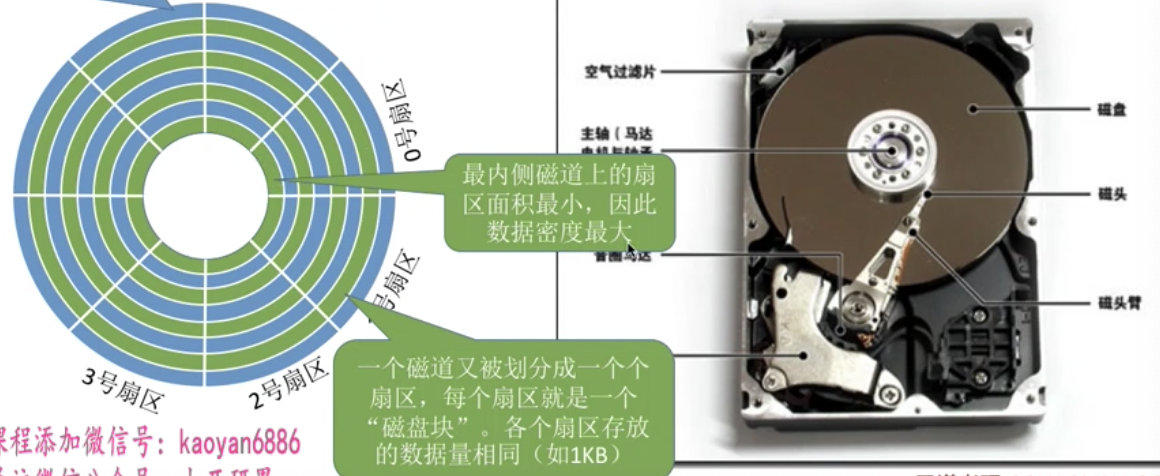 0号扇区
号扇区
2号扇区
3号扇区
最内侧磁道上的扇
区面积最小，因此
数据密度最大
一个磁道又被划分成一个个
扇区，每个扇区就是一个
“磁盘块”。各个扇区存放
的数据量相同（如1KB）
课程添加微信号：kaoyan6886
空气过滤片
主轴（马达
音圈马达
磁盘
磁头
磁头臂